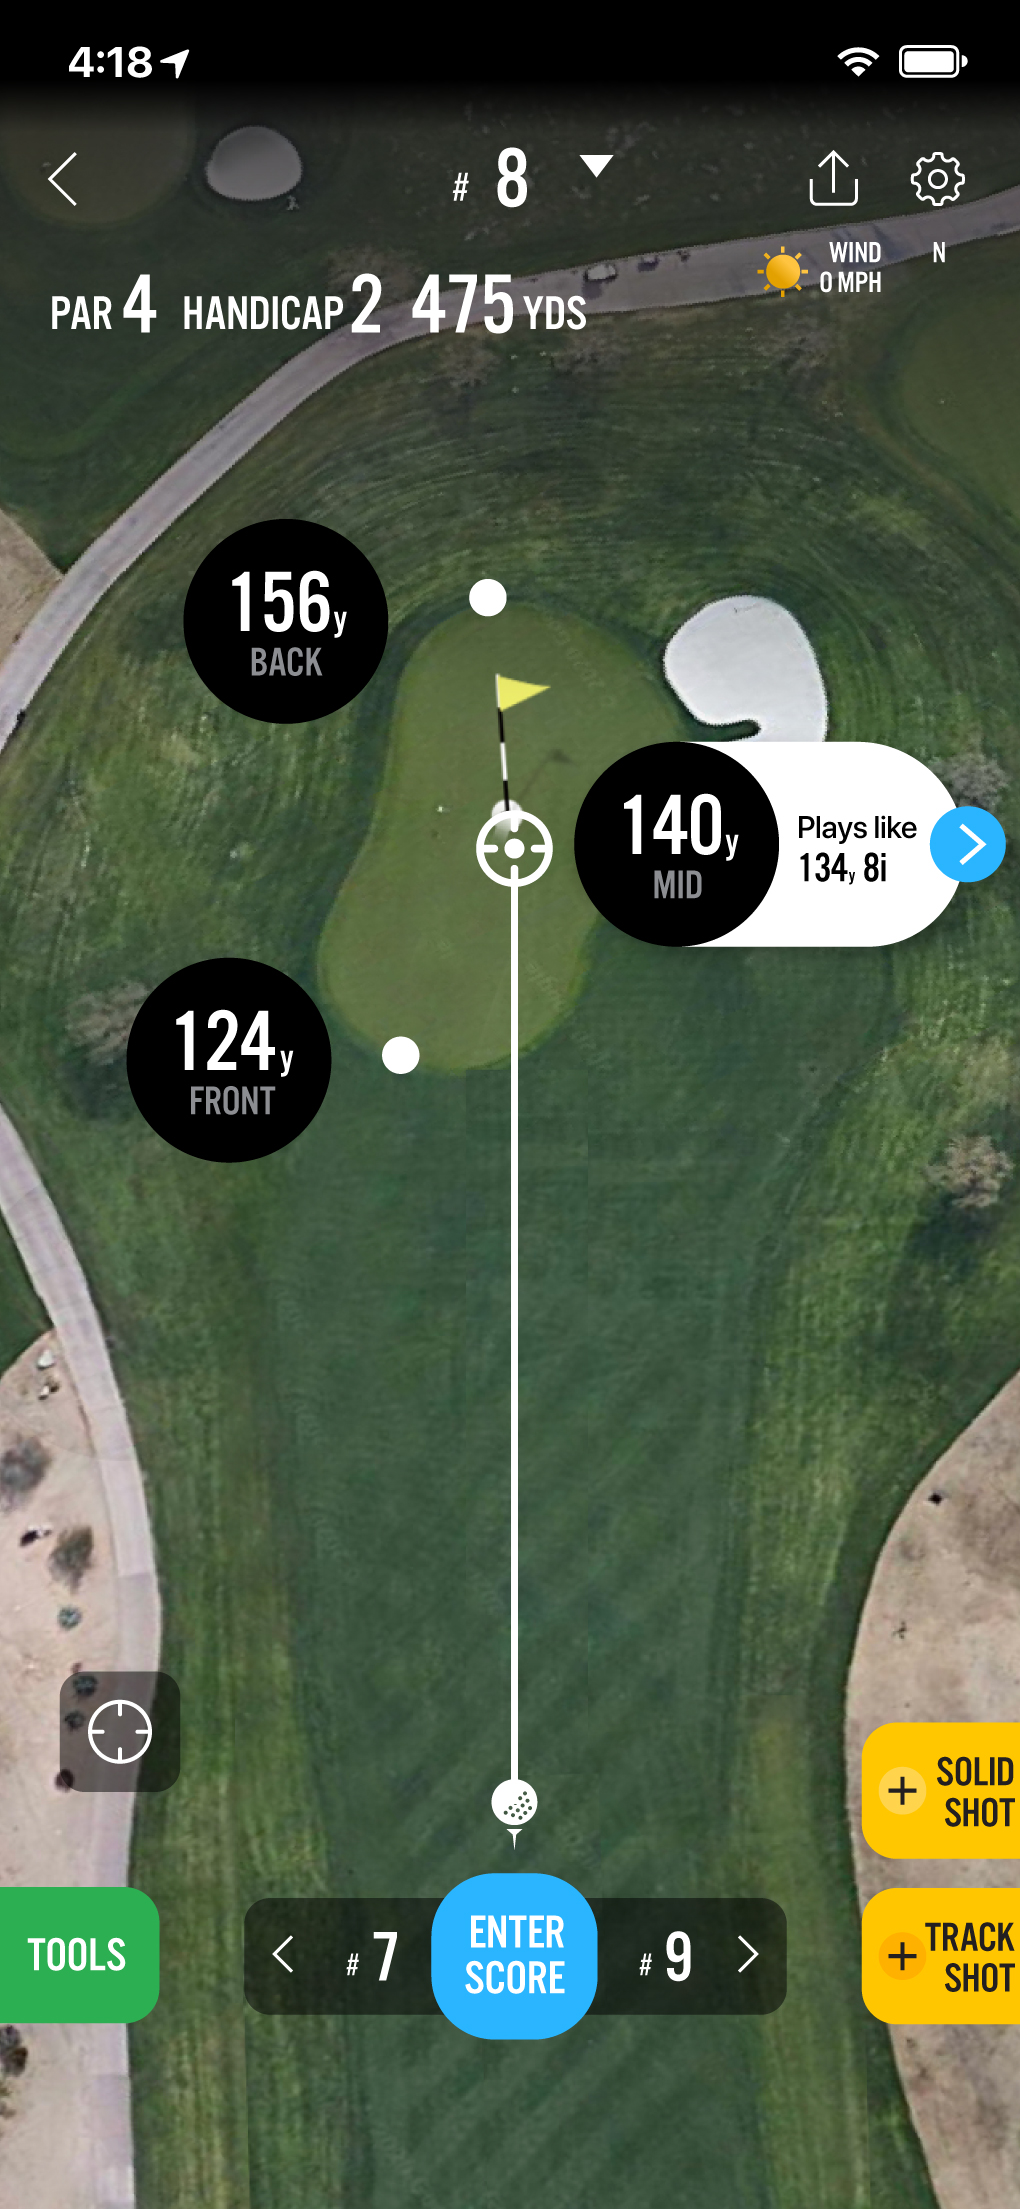 4:18
# 8
WIND N
0 MPH
PAR 4 HANDICAP 2 475 YDS
156y
BACK
140y
MID
Plays like
134y 8i
124y
FRONT
SOLID
SHOT
TOOLS
# 7
ENTER
SCORE
# 9
TRACK
SHOT